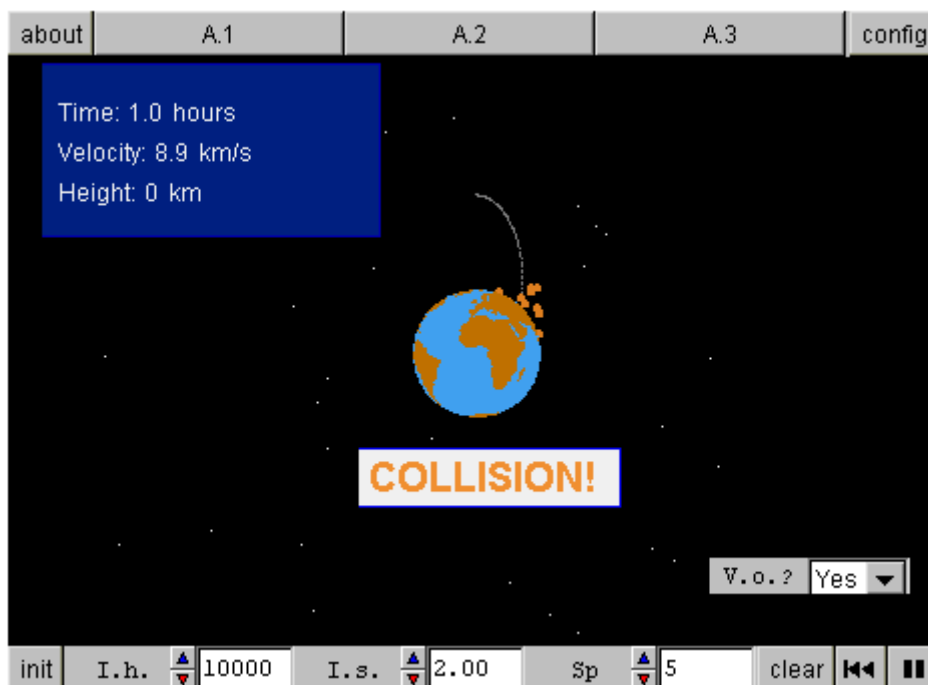 about A.1 A.2 A.3 config
Time: 1.0 hours
Velocity: 8.9 km/s
Height: 0 km
COLLISION!
V.o.? Yes
init I.h. 10000 I.s. 2.00 Sp 5 clear